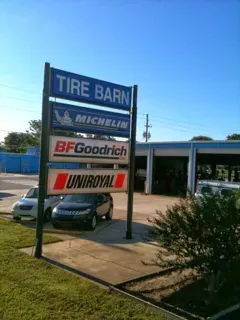 TIRE BARN
MICHELIN
BFGoodrich
UNIROYAL